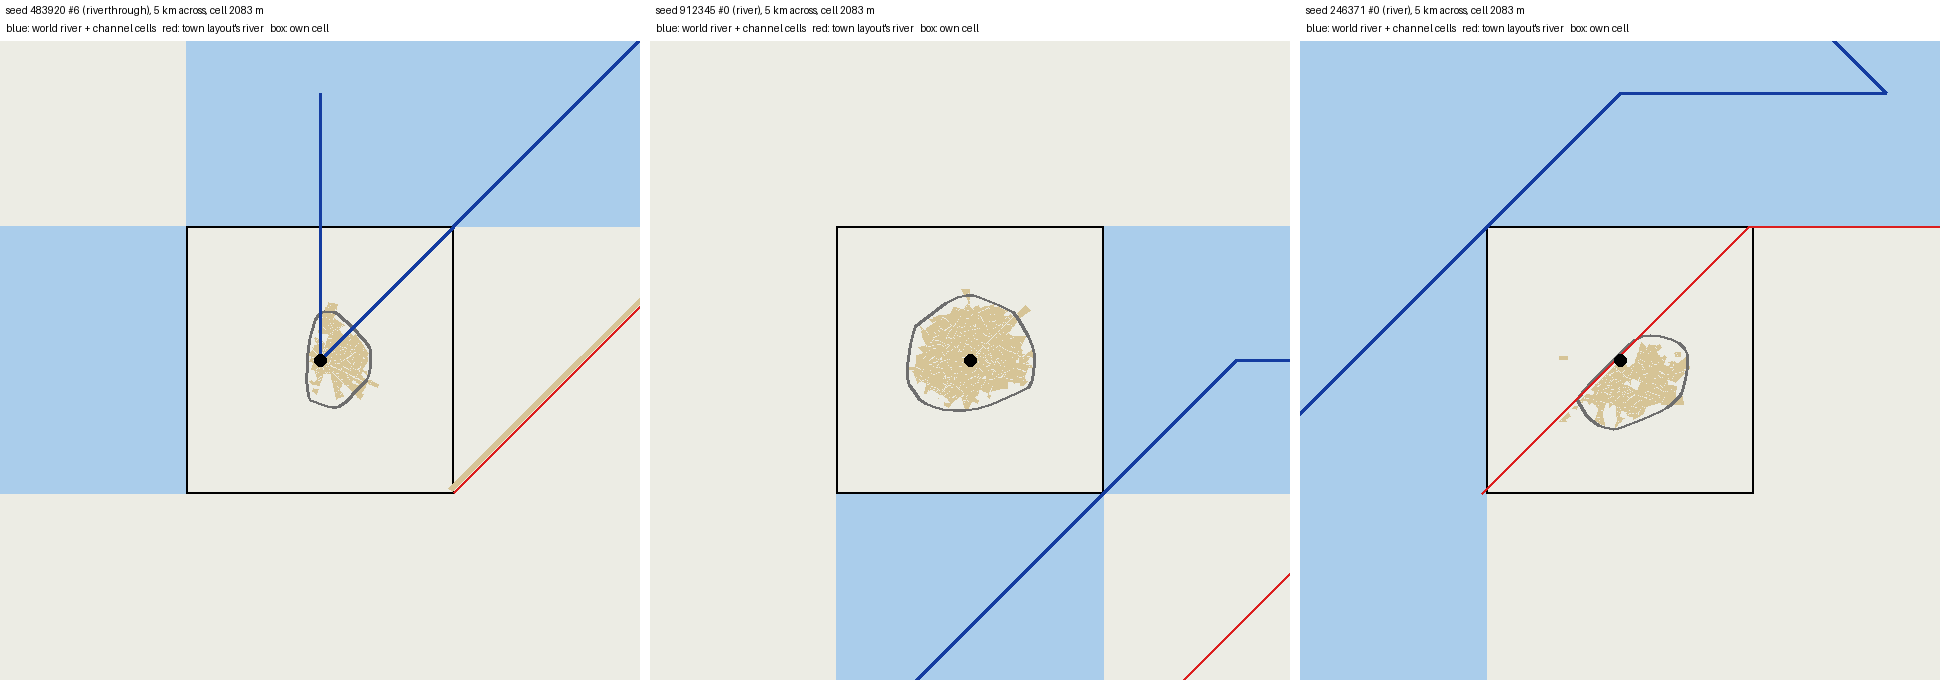 seed 483920 #6 (riverthrough), 5 km across, cell 2083 m
blue: world river + channel cells  red: town layout's river  box: own cell
seed 912345 #0 (river), 5 km across, cell 2083 m
blue: world river + channel cells  red: town layout's river  box: own cell
seed 246371 #0 (river), 5 km across, cell 2083 m
blue: world river + channel cells  red: town layout's river  box: own cell